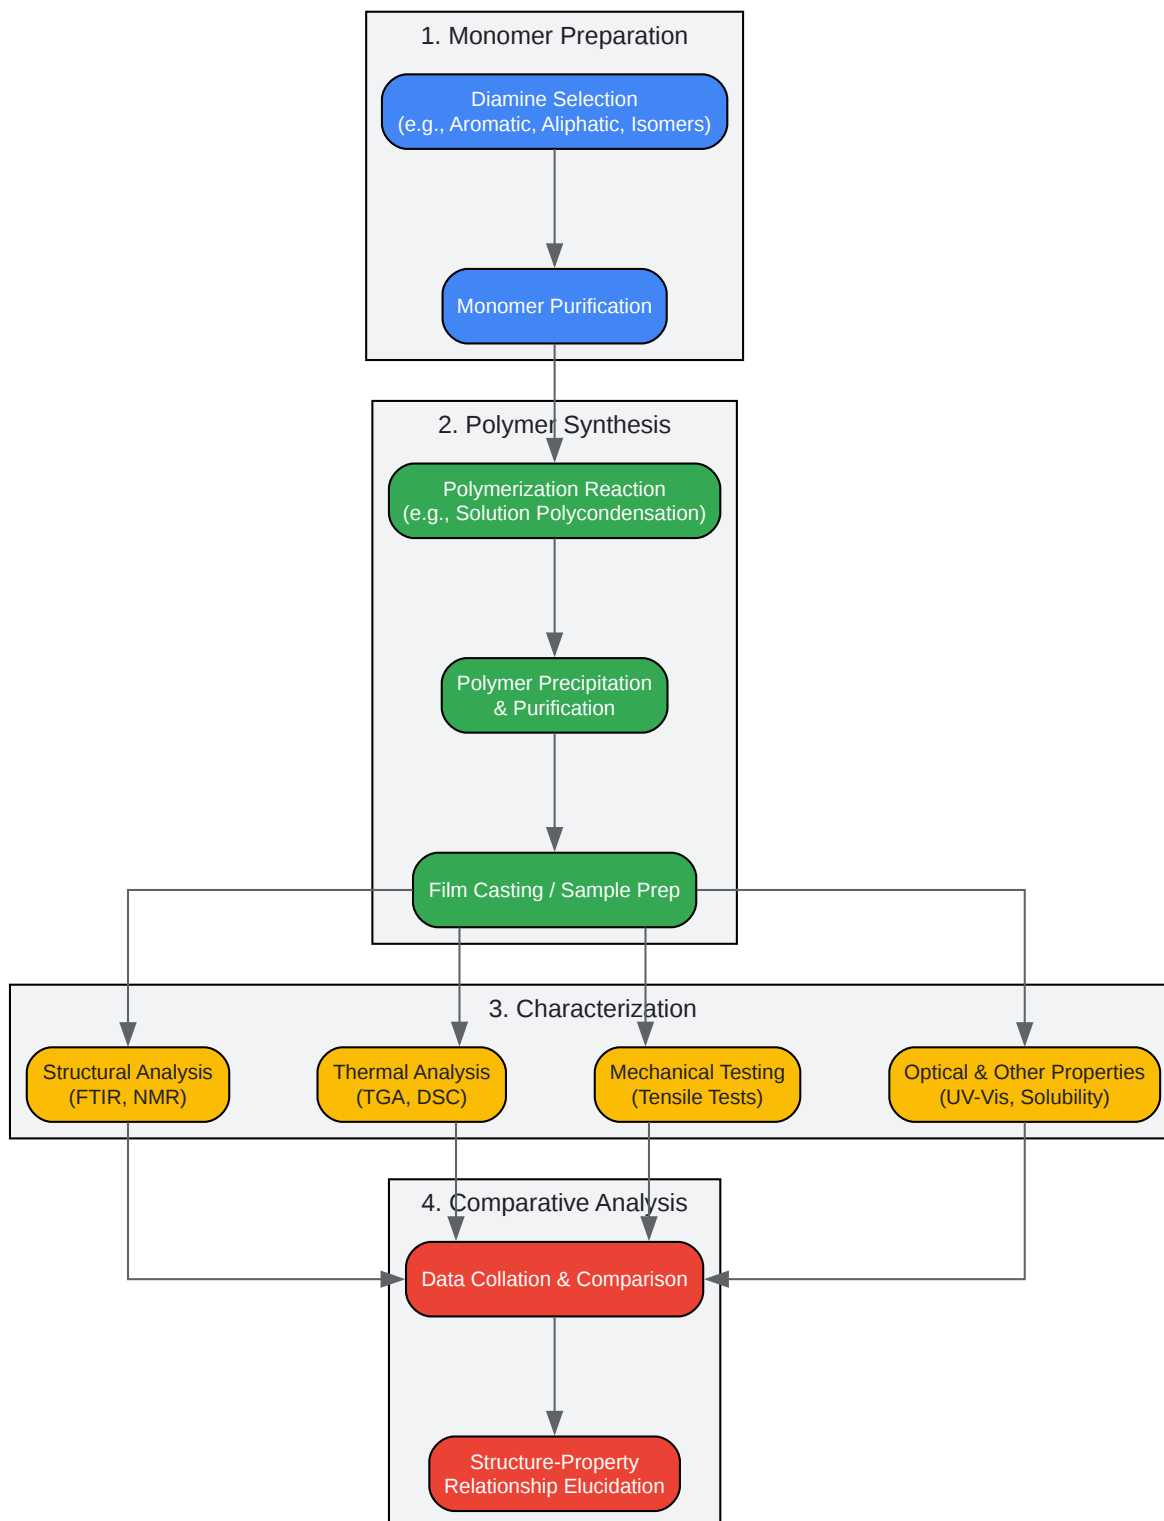 1. Monomer Preparation
Diamine Selection
(e.g., Aromatic, Aliphatic, Isomers)
Monomer Purification
2. Polymer Synthesis
Polymerization Reaction
(e.g., Solution Polycondensation)
Polymer Precipitation
& Purification
Film Casting / Sample Prep
3. Characterization
Structural Analysis
(FTIR, NMR)
Thermal Analysis
(TGA, DSC)
Mechanical Testing
(Tensile Tests)
Optical & Other Properties
(UV-Vis, Solubility)
4. Comparative Analysis
Data Collation & Comparison
Structure-Property
Relationship Elucidation